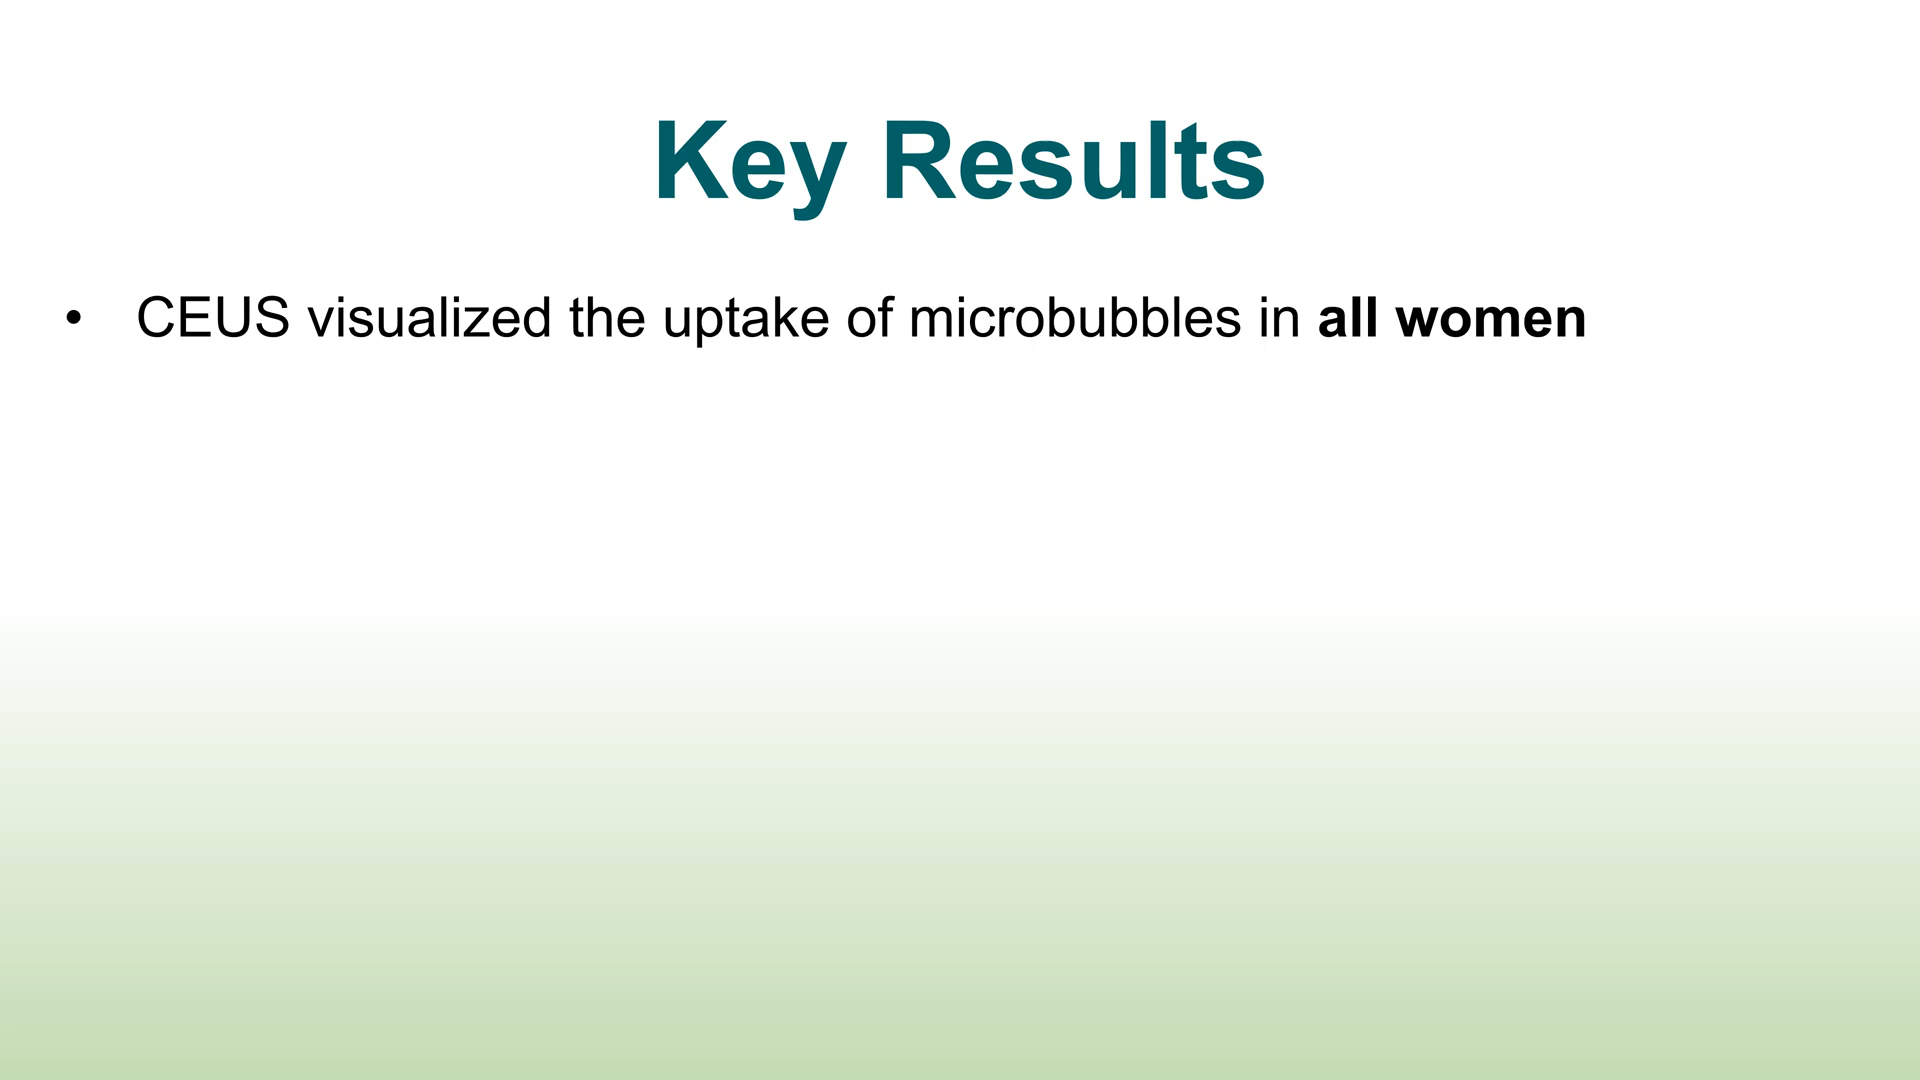 Key Results
• CEUS visualized the uptake of microbubbles in all women